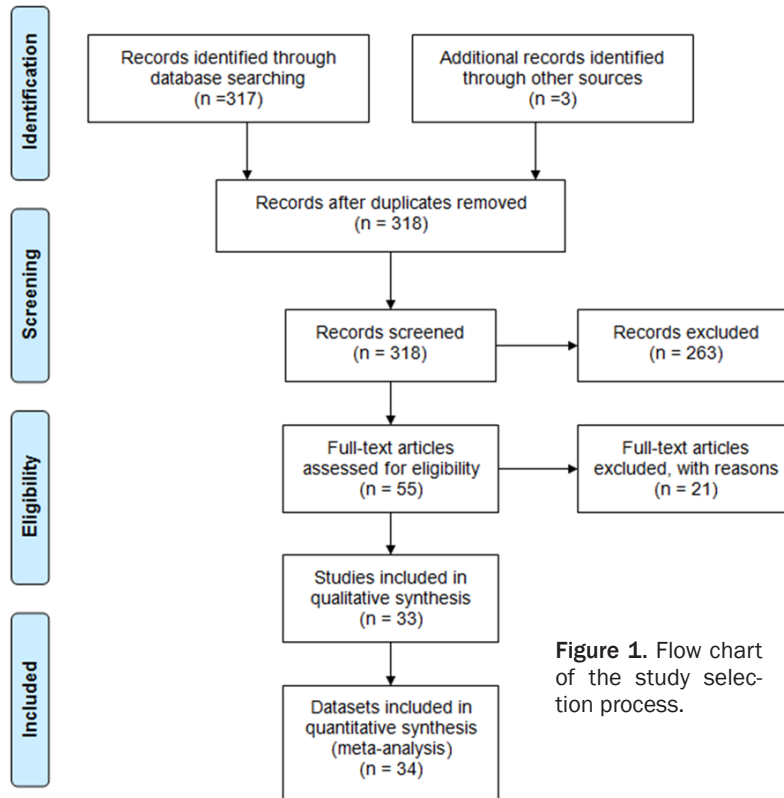 Identification
Records identified through
database searching
(n =317)
Additional records identified
through other sources
(n =3)
Records after duplicates removed
(n = 318)
Screening
Records screened
(n = 318)
Records excluded
(n = 263)
Eligibility
Full-text articles
assessed for eligibility
(n = 55)
Full-text articles
excluded, with reasons
(n = 21)
Studies included in
qualitative synthesis
(n = 33)
Included
Datasets included in
quantitative synthesis
(meta-analysis)
(n = 34)
Figure 1. Flow chart
of the study selec-
tion process.